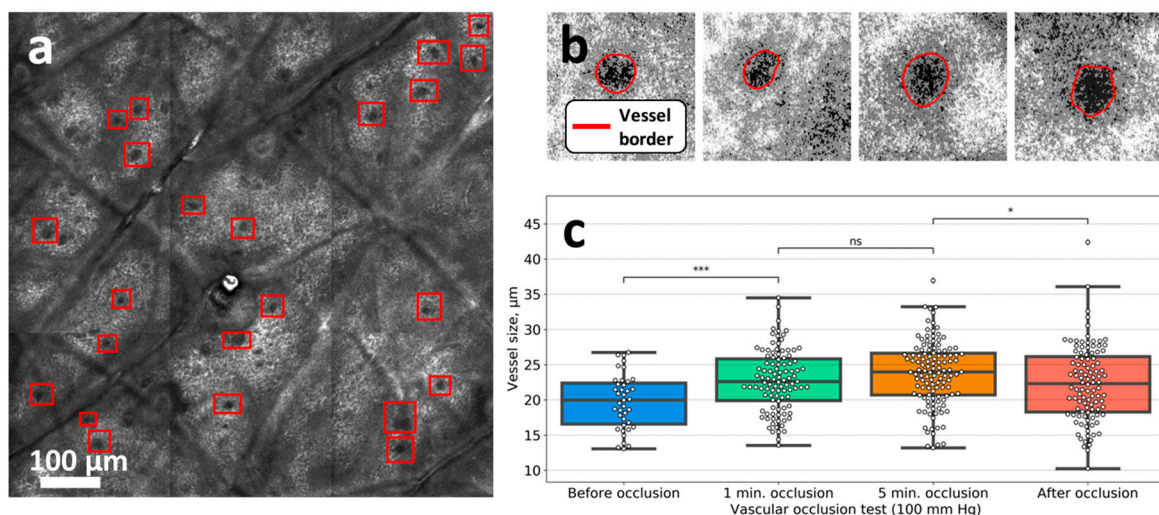 a
100 µm
b
Vessel
border
c
Vessel size, µm
45
40
35
30
25
20
15
10
***
ns
*
Before occlusion
1 min. occlusion
5 min. occlusion
After occlusion
Vascular occlusion test (100 mm Hg)